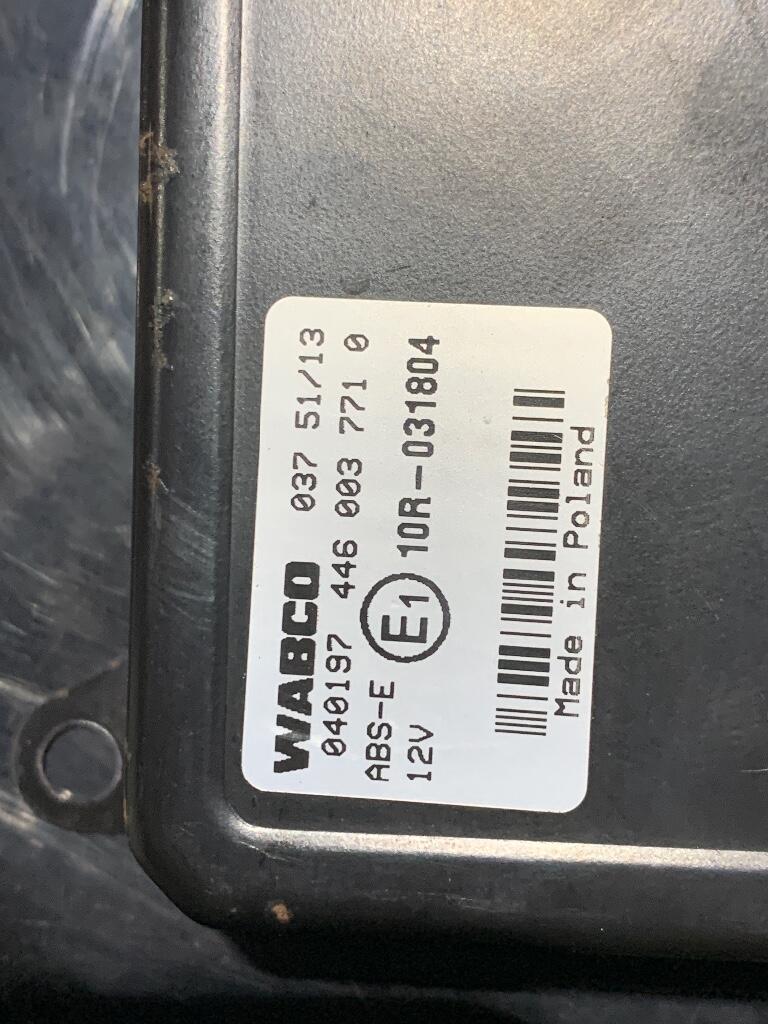 WABCO 037 51/13
040197 446 003 771 0
ABS-E
12V
E1 10R-031804
Made in Poland